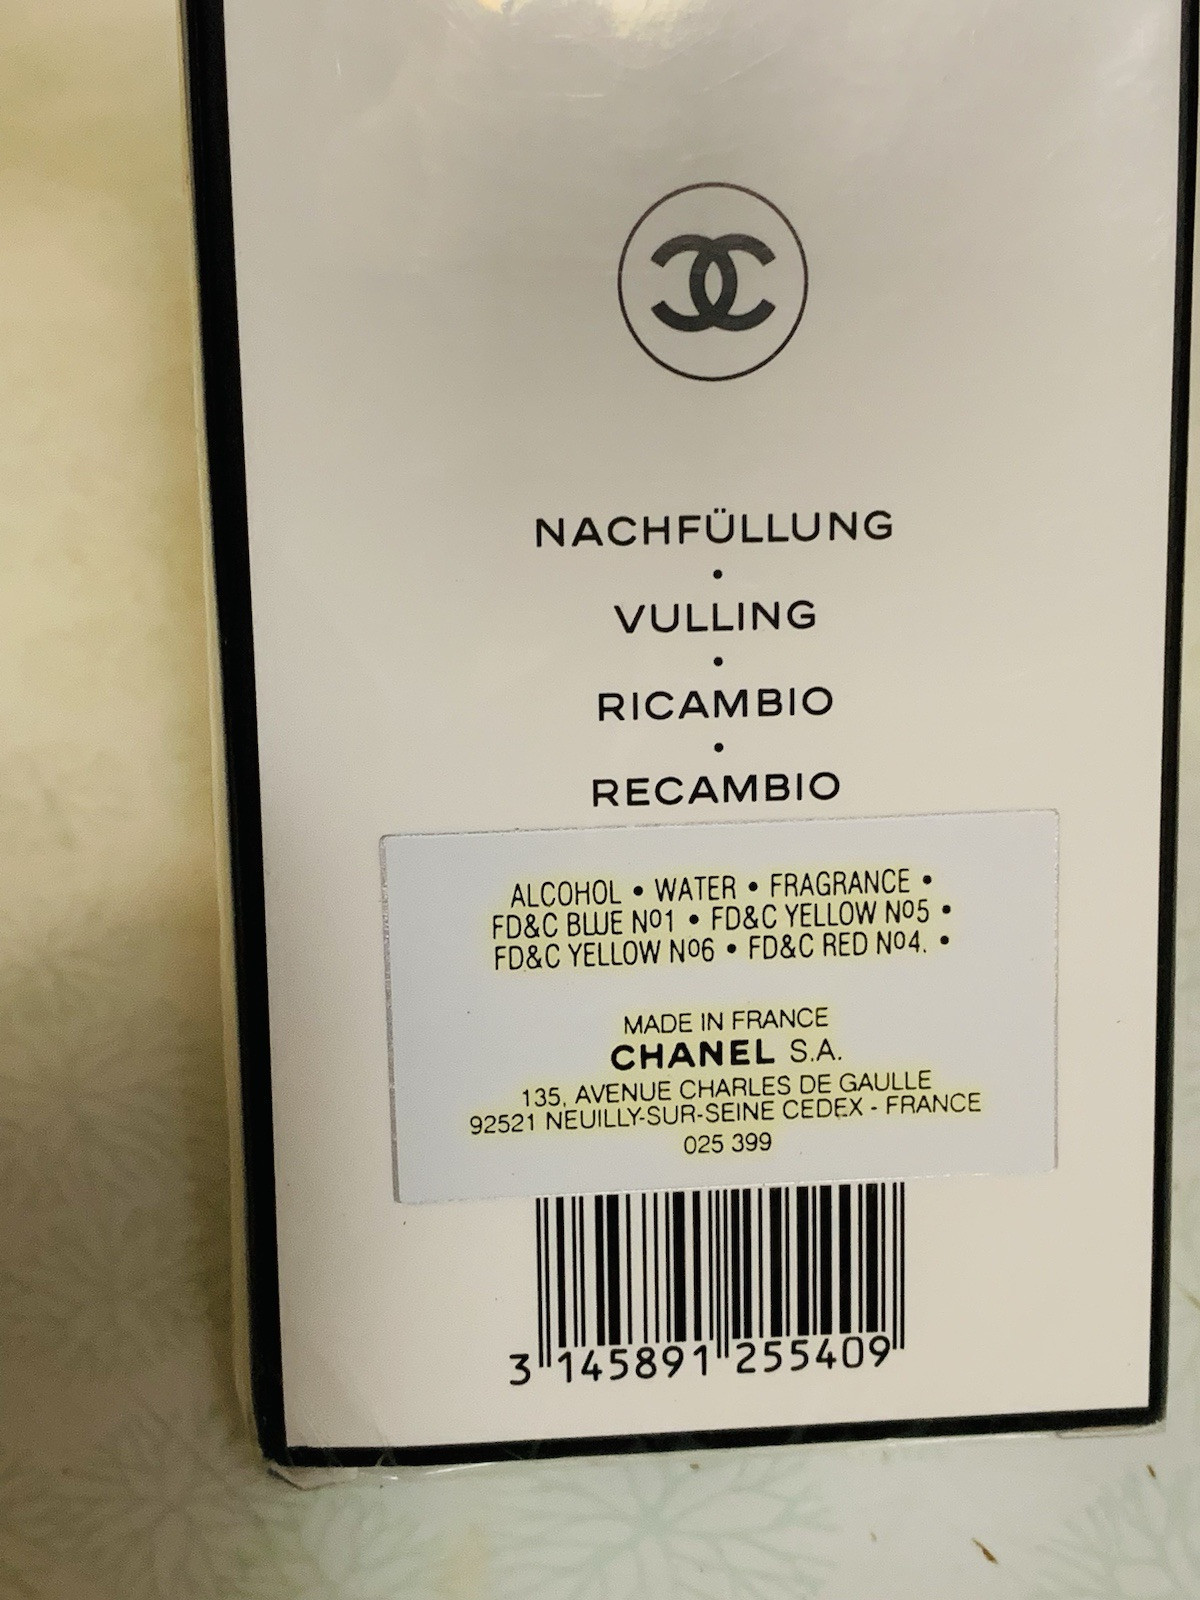 NACHFÜLLUNG
•
VULLING
•
RICAMBIO
•
RECAMBIO
ALCOHOL • WATER • FRAGRANCE •
FD&C BLUE Nº1 • FD&C YELLOW Nº5 •
FD&C YELLOW Nº6 • FD&C RED Nº4. •
MADE IN FRANCE
CHANEL S.A.
135, AVENUE CHARLES DE GAULLE
92521 NEUILLY-SUR-SEINE CEDEX - FRANCE
025 399
3 145891 255409